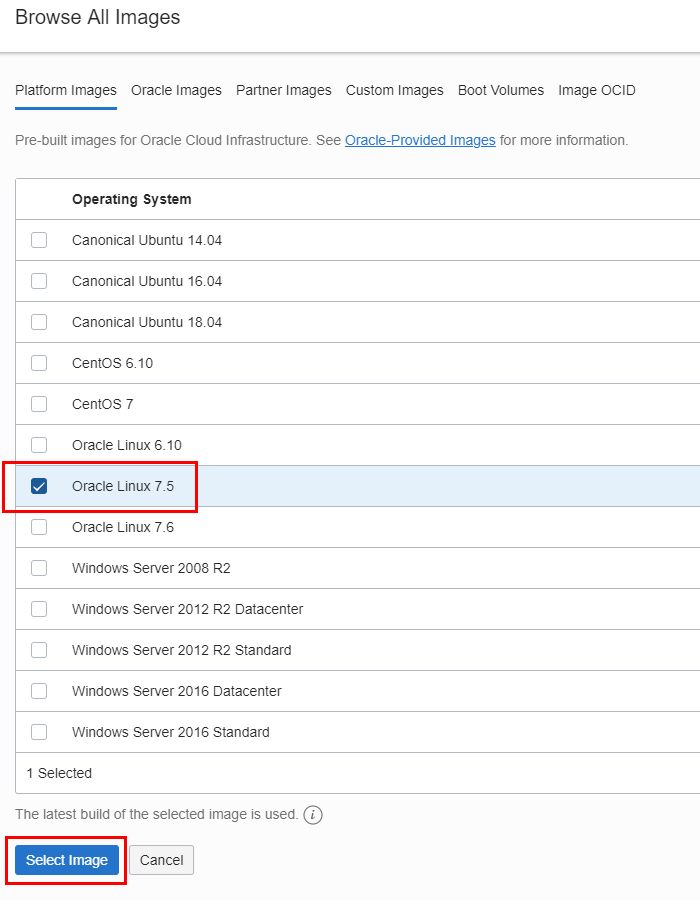 Browse All Images
Platform Images Oracle Images Partner Images Custom Images Boot Volumes Image OCID
Pre-built images for Oracle Cloud Infrastructure. See Oracle-Provided Images for more information.
Operating System
Canonical Ubuntu 14.04
Canonical Ubuntu 16.04
Canonical Ubuntu 18.04
CentOS 6.10
CentOS 7
Oracle Linux 6.10
Oracle Linux 7.5
Oracle Linux 7.6
Windows Server 2008 R2
Windows Server 2012 R2 Datacenter
Windows Server 2012 R2 Standard
Windows Server 2016 Datacenter
Windows Server 2016 Standard
1 Selected
The latest build of the selected image is used. i
Select Image Cancel